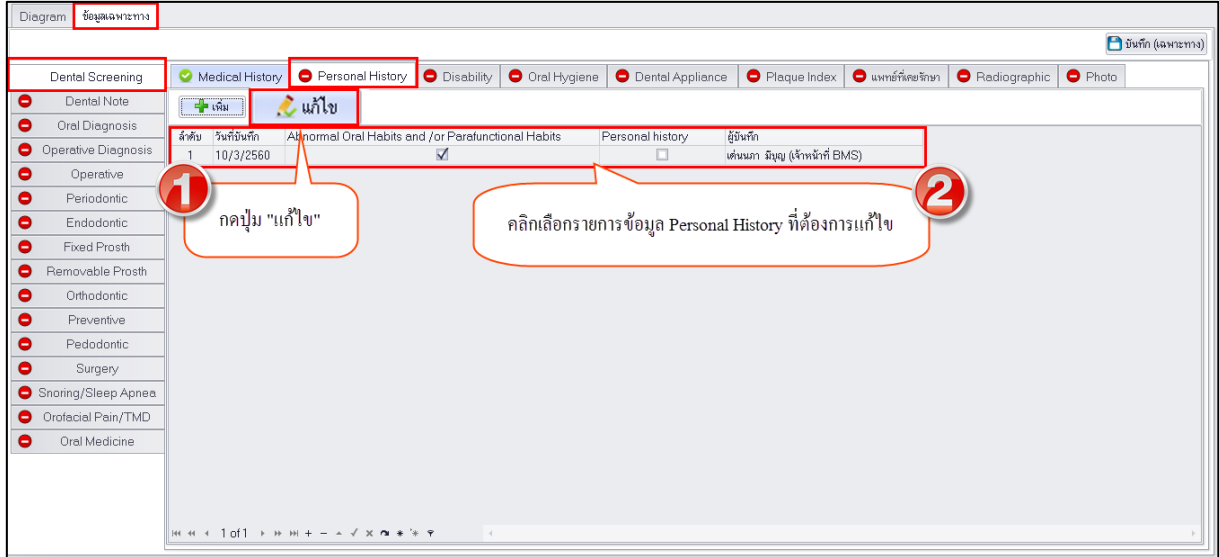 Diagram ข้อมูลเฉพาะทาง
บันทึก (เฉพาะทาง)
Dental Screening
Medical History Personal History Disability Oral Hygiene Dental Appliance Plaque Index แพทย์ที่เคยรักษา Radiographic Photo
Dental Note
เพิ่ม แก้ไข
Oral Diagnosis
ลำดับ วันที่บันทึก Abnormal Oral Habits and /or Parafunctional Habits Personal history ผู้บันทึก
Operative Diagnosis
1 10/3/2560 เด่นนภา มีบุญ (เจ้าหน้าที่ BMS)
Operative
1
2
Periodontic
กดปุ่ม "แก้ไข"
คลิกเลือกรายการข้อมูล Personal History ที่ต้องการแก้ไข
Endodontic
Fixed Prosth
Removable Prosth
Orthodontic
Preventive
Pedodontic
Surgery
Snoring/Sleep Apnea
Orofacial Pain/TMD
Oral Medicine
1 of 1